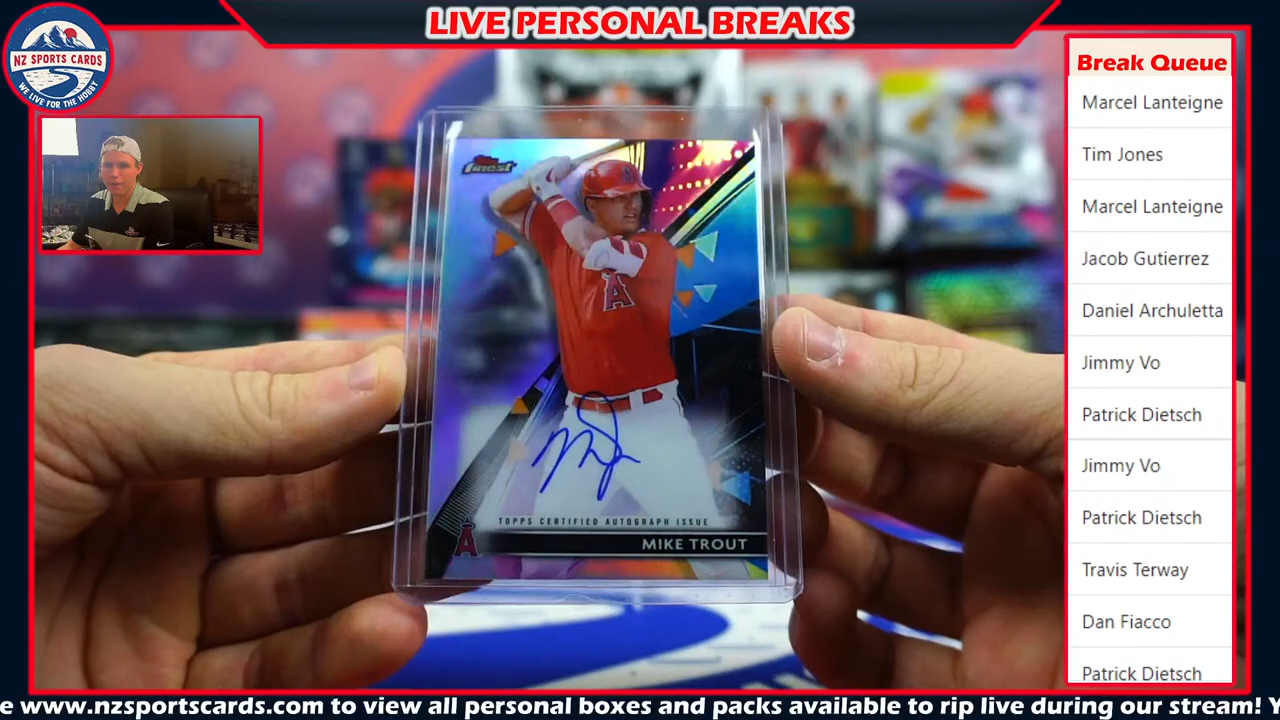 LIVE PERSONAL BREAKS
NZ SPORTS CARDS
WE LIVE FOR THE HOBBY
Break Queue
Marcel Lanteigne
Tim Jones
Marcel Lanteigne
Jacob Gutierrez
Daniel Archuletta
Jimmy Vo
Patrick Dietsch
Jimmy Vo
Patrick Dietsch
Travis Terway
Dan Fiacco
Patrick Dietsch
Topps
finest
A
TOPPS CERTIFIED AUTOGRAPH ISSUE
A
MIKE TROUT
e www.nzsportscards.com to view all personal boxes and packs available to rip live during our stream! Y